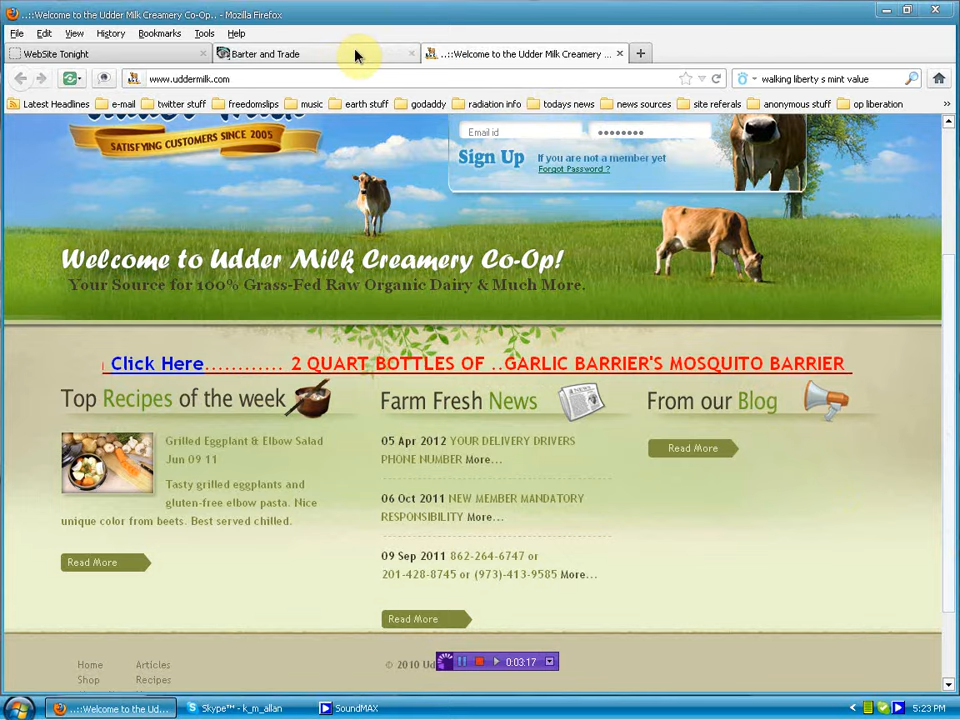 ..::Welcome to the Udder Milk Creamery Co-Op.. - Mozilla Firefox
File Edit View History Bookmarks Tools Help
WebSite Tonight
Barter and Trade
..::Welcome to the Udder Milk Creamery ...
www.uddermilk.com
walking liberty s mint value
Latest Headlines e-mail twitter stuff freedomslips music earth stuff godaddy radiation info todays news news sources site referals anonymous stuff op liberation »
SATISFYING CUSTOMERS SINCE 2005
Email id
Sign Up If you are not a member yet
Forgot Password ?
Welcome to Udder Milk Creamery Co-Op!
Your Source for 100% Grass-Fed Raw Organic Dairy & Much More.
Click Here............ 2 QUART BOTTLES OF ..GARLIC BARRIER'S MOSQUITO BARRIER
Top Recipes of the week
Grilled Eggplant & Elbow Salad
Jun 09 11
Tasty grilled eggplants and
gluten-free elbow pasta. Nice
unique color from beets. Best served chilled.
Read More
Farm Fresh News
05 Apr 2012 YOUR DELIVERY DRIVERS
PHONE NUMBER More...
06 Oct 2011 NEW MEMBER MANDATORY
RESPONSIBILITY More...
09 Sep 2011 862-264-6747 or
201-428-8745 or (973)-413-9585 More...
Read More
From our Blog
Read More
Home Articles
Shop Recipes
© 2010 Ud
0:03:17
..::Welcome to the Ud...
Skype™ - k_m_allan
SoundMAX
5:23 PM